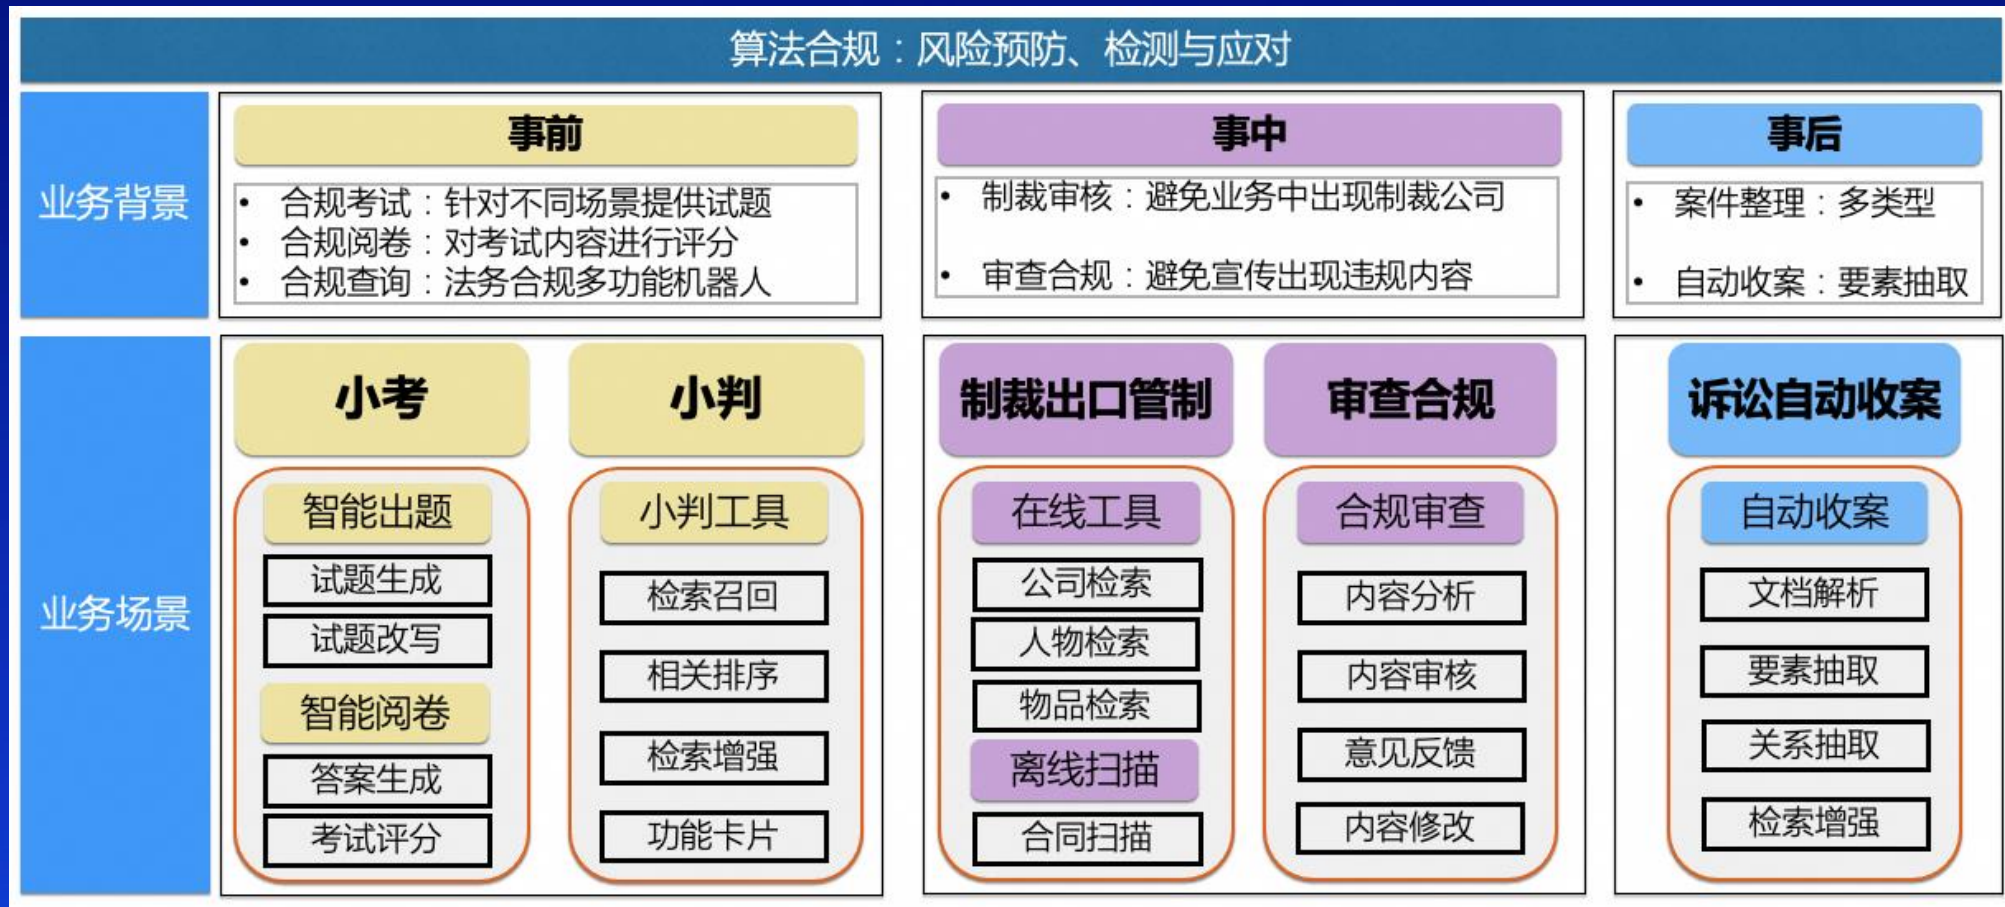 算法合规：风险预防、检测与应对
业务背景
事前
• 合规考试：针对不同场景提供试题
• 合规阅卷：对考试内容进行评分
• 合规查询：法务合规多功能机器人
事中
• 制裁审核：避免业务中出现制裁公司
• 审查合规：避免宣传出现违规内容
事后
• 案件整理：多类型
• 自动收案：要素抽取
业务场景
小考
智能出题
试题生成
试题改写
智能阅卷
答案生成
考试评分
小判
小判工具
检索召回
相关排序
检索增强
功能卡片
制裁出口管制
在线工具
公司检索
人物检索
物品检索
离线扫描
合同扫描
审查合规
合规审查
内容分析
内容审核
意见反馈
内容修改
诉讼自动收案
自动收案
文档解析
要素抽取
关系抽取
检索增强